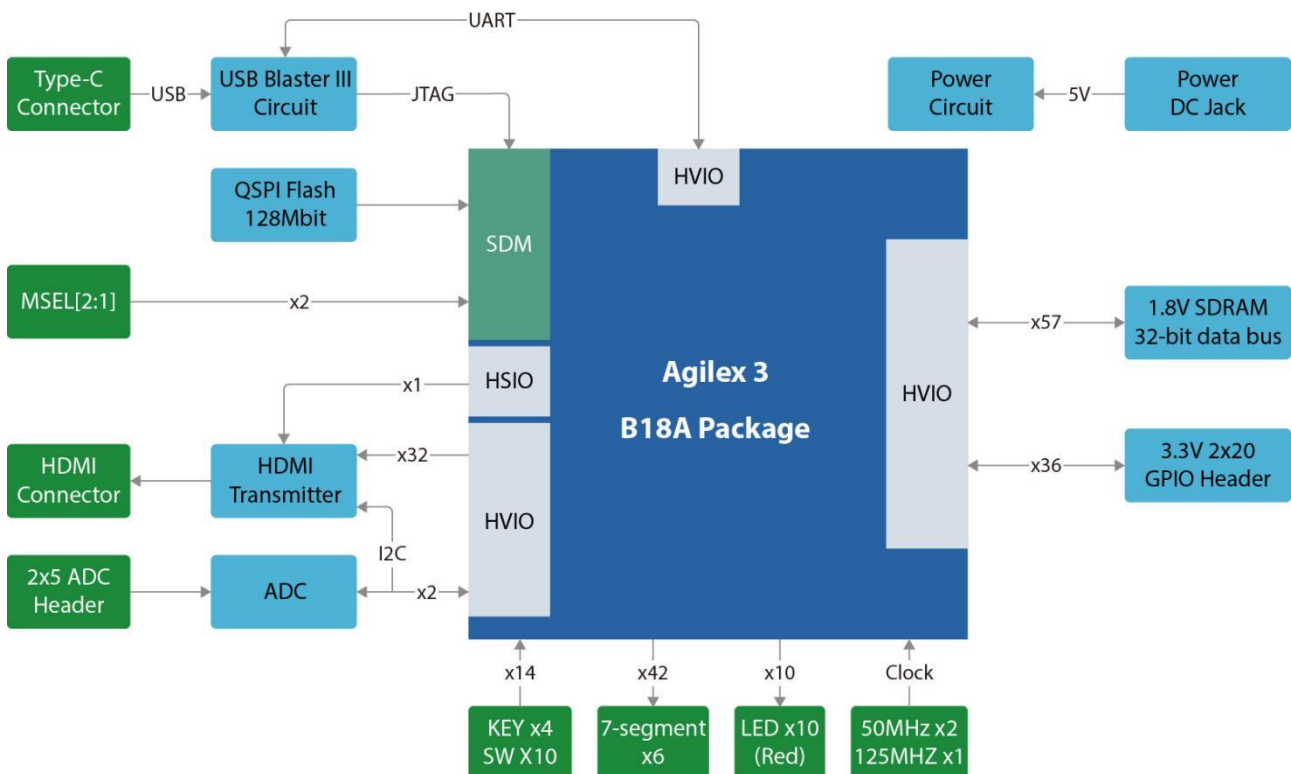 UART
Type-C
Connector
USB
USB Blaster III
Circuit
JTAG
Power
Circuit
5V
Power
DC Jack
HVIO
QSPI Flash
128Mbit
SDM
MSEL[2:1]
x2
x57
1.8V SDRAM
32-bit data bus
x1
HSIO
Agilex 3
B18A Package
HVIO
HDMI
Connector
HDMI
Transmitter
x32
HVIO
x36
3.3V 2x20
GPIO Header
I2C
2x5 ADC
Header
ADC
x2
x14
x42
x10
Clock
KEY x4
SW X10
7-segment
x6
LED x10
(Red)
50MHz x2
125MHZ x1